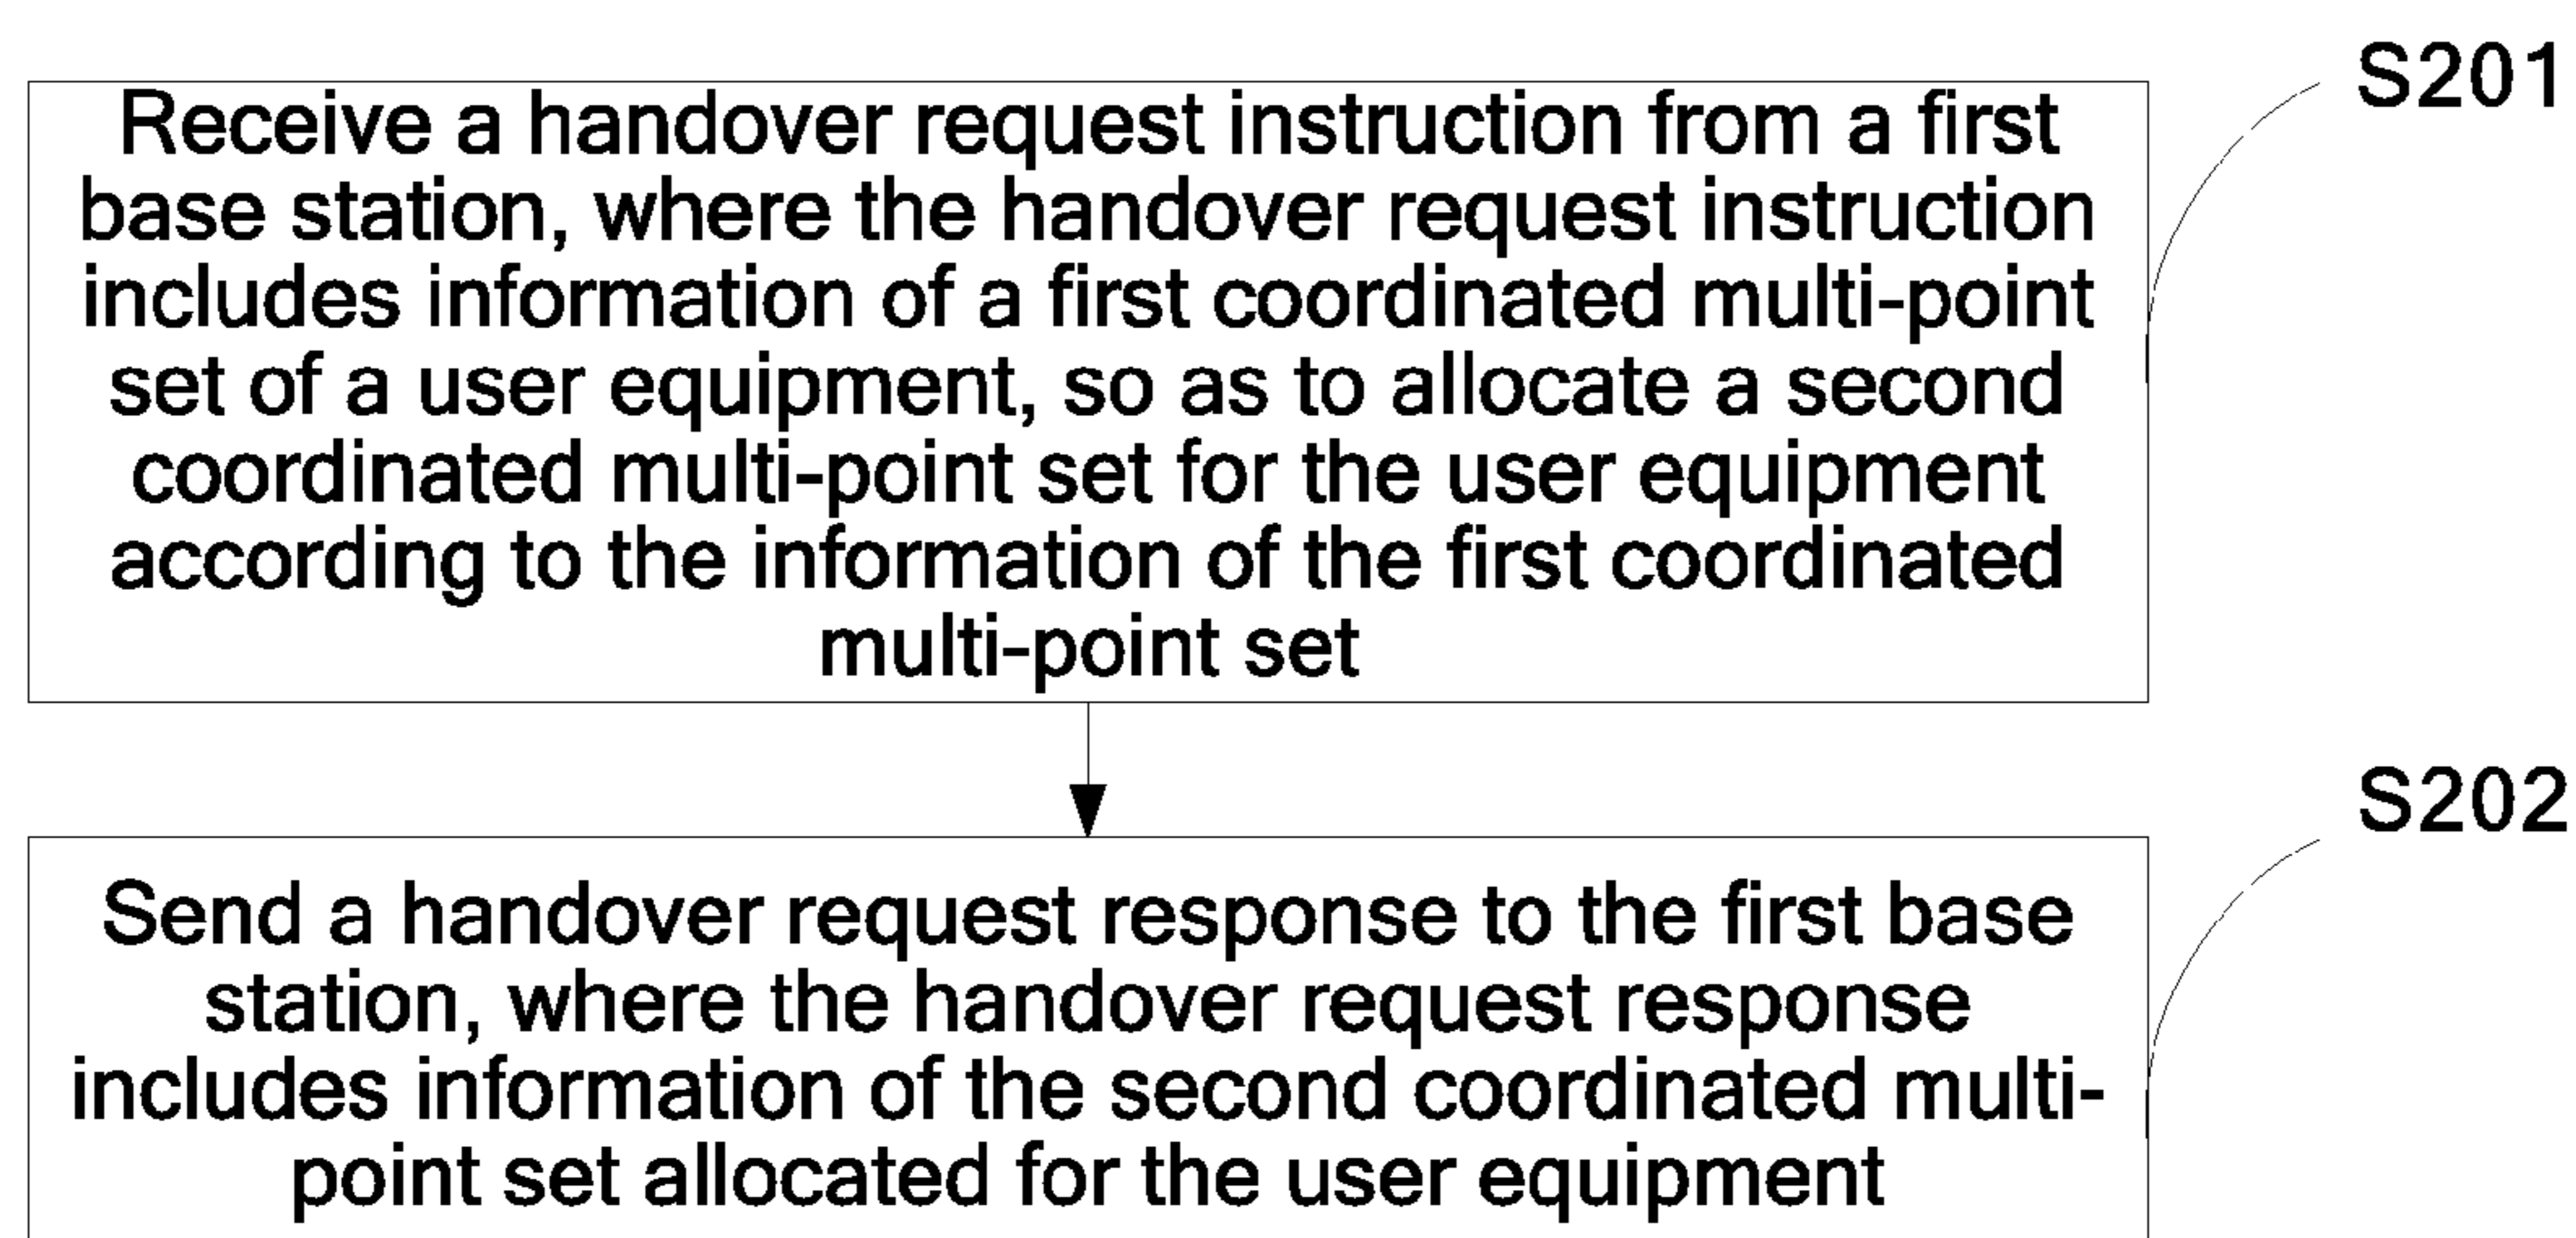 S201
Receive a handover request instruction from a first
base station, where the handover request instruction
includes information of a first coordinated multi-point
set of a user equipment, so as to allocate a second
coordinated multi-point set for the user equipment
according to the information of the first coordinated
multi-point set
S202
Send a handover request response to the first base
station, where the handover request response
includes information of the second coordinated multi-
point set allocated for the user equipment